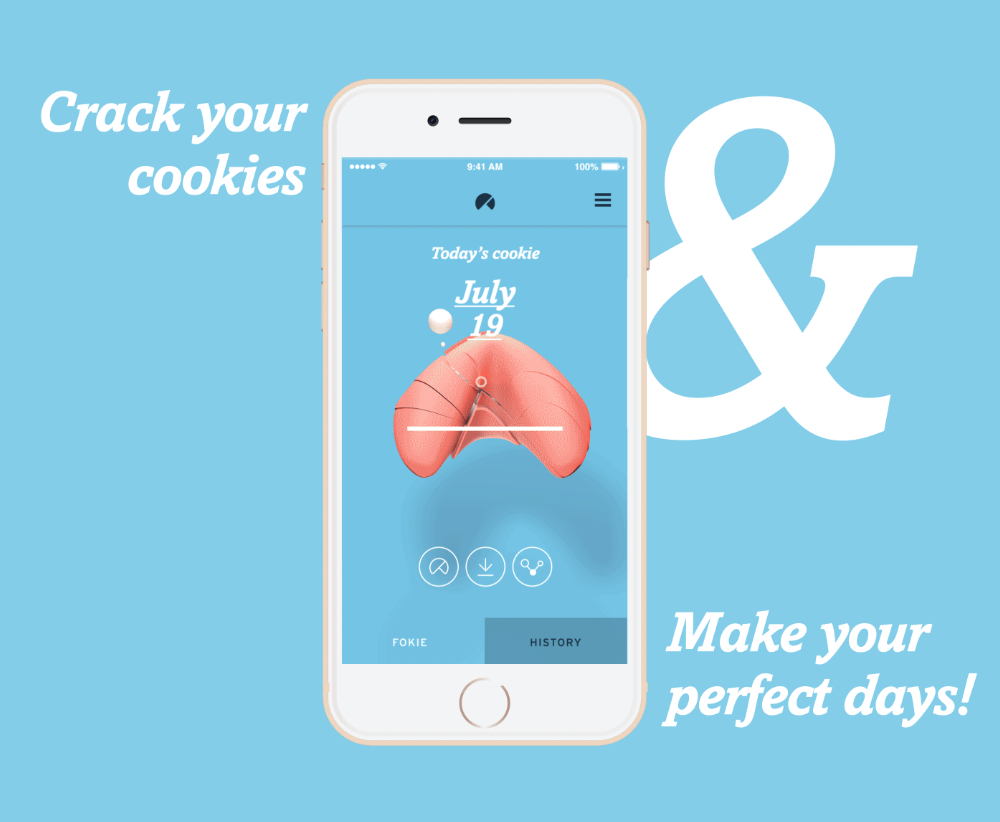 Crack your
cookies
&
9:41 AM
100%
Today's cookie
July
19
FOKIE
HISTORY
Make your
perfect days!